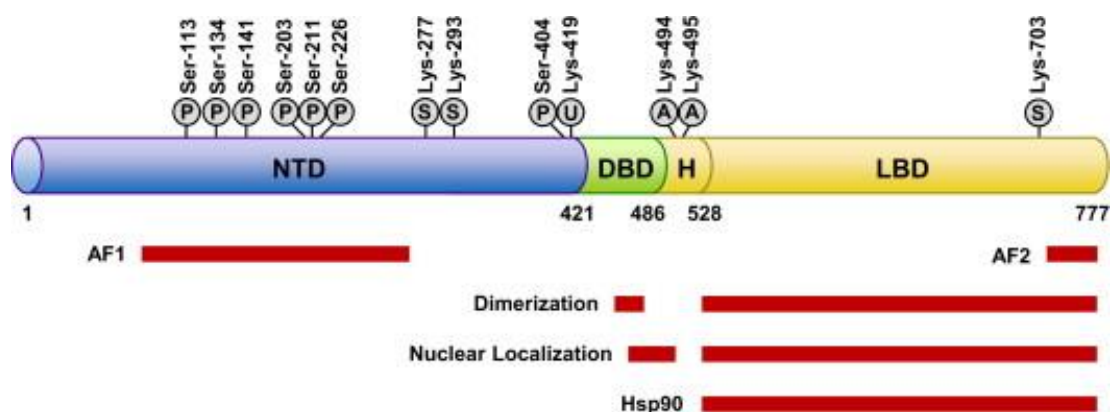 Ser-113
Ser-134
Ser-141
Ser-203
Ser-211
Ser-226
Lys-277
Lys-293
Ser-404
Lys-419
Lys-494
Lys-495
Lys-703
P P P P P P S S P U A A S
NTD DBD H LBD
1 421 486 528 777
AF1 AF2
Dimerization
Nuclear Localization
Hsp90